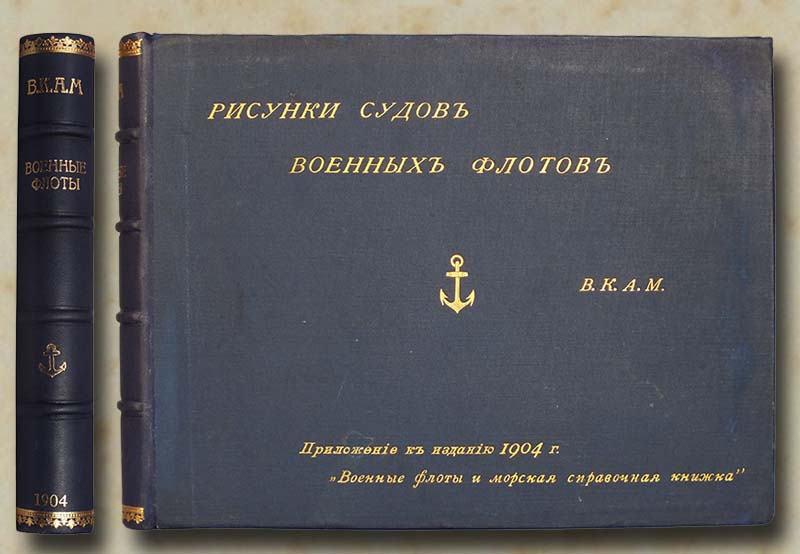 В.К.А.М
ВОЕННЫЕ
ФЛОТЫ
1904
РИСУНКИ СУДОВЪ
ВОЕННЫХЪ ФЛОТОВЪ
В. К. А. М.
Приложеніе къ изданію 1904 г.
„Военные флоты и морская справочная книжка"